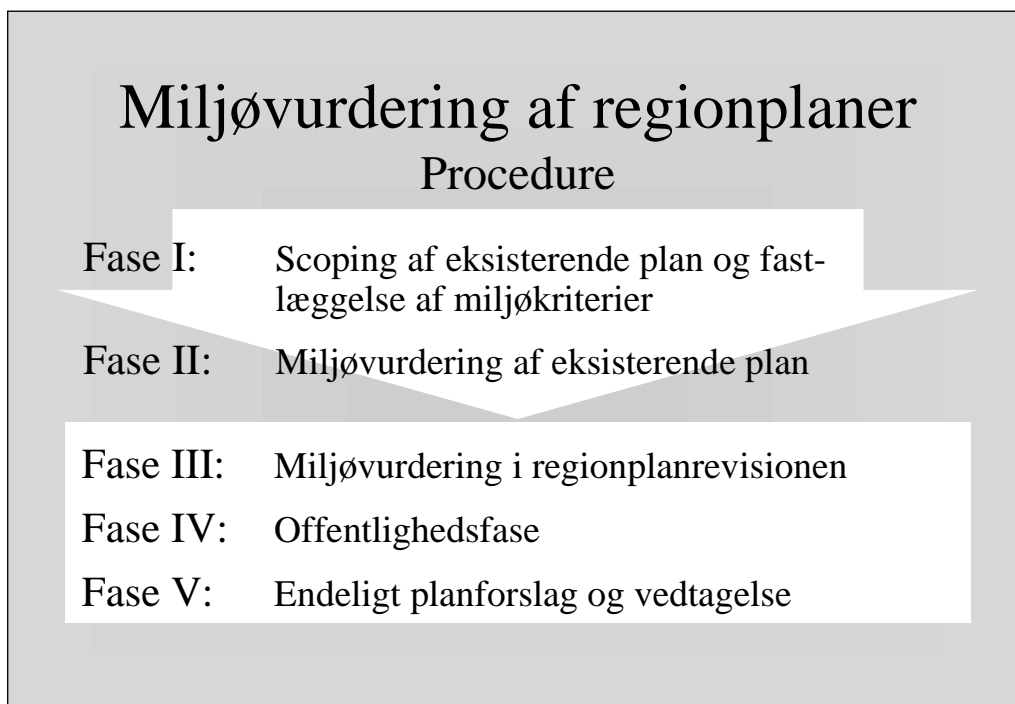 Miljøvurdering af regionplaner
Procedure
Fase I: Scoping af eksisterende plan og fast-
læggelse af miljøkriterier
Fase II: Miljøvurdering af eksisterende plan
Fase III: Miljøvurdering i regionplanrevisionen
Fase IV: Offentlighedsfase
Fase V: Endeligt planforslag og vedtagelse